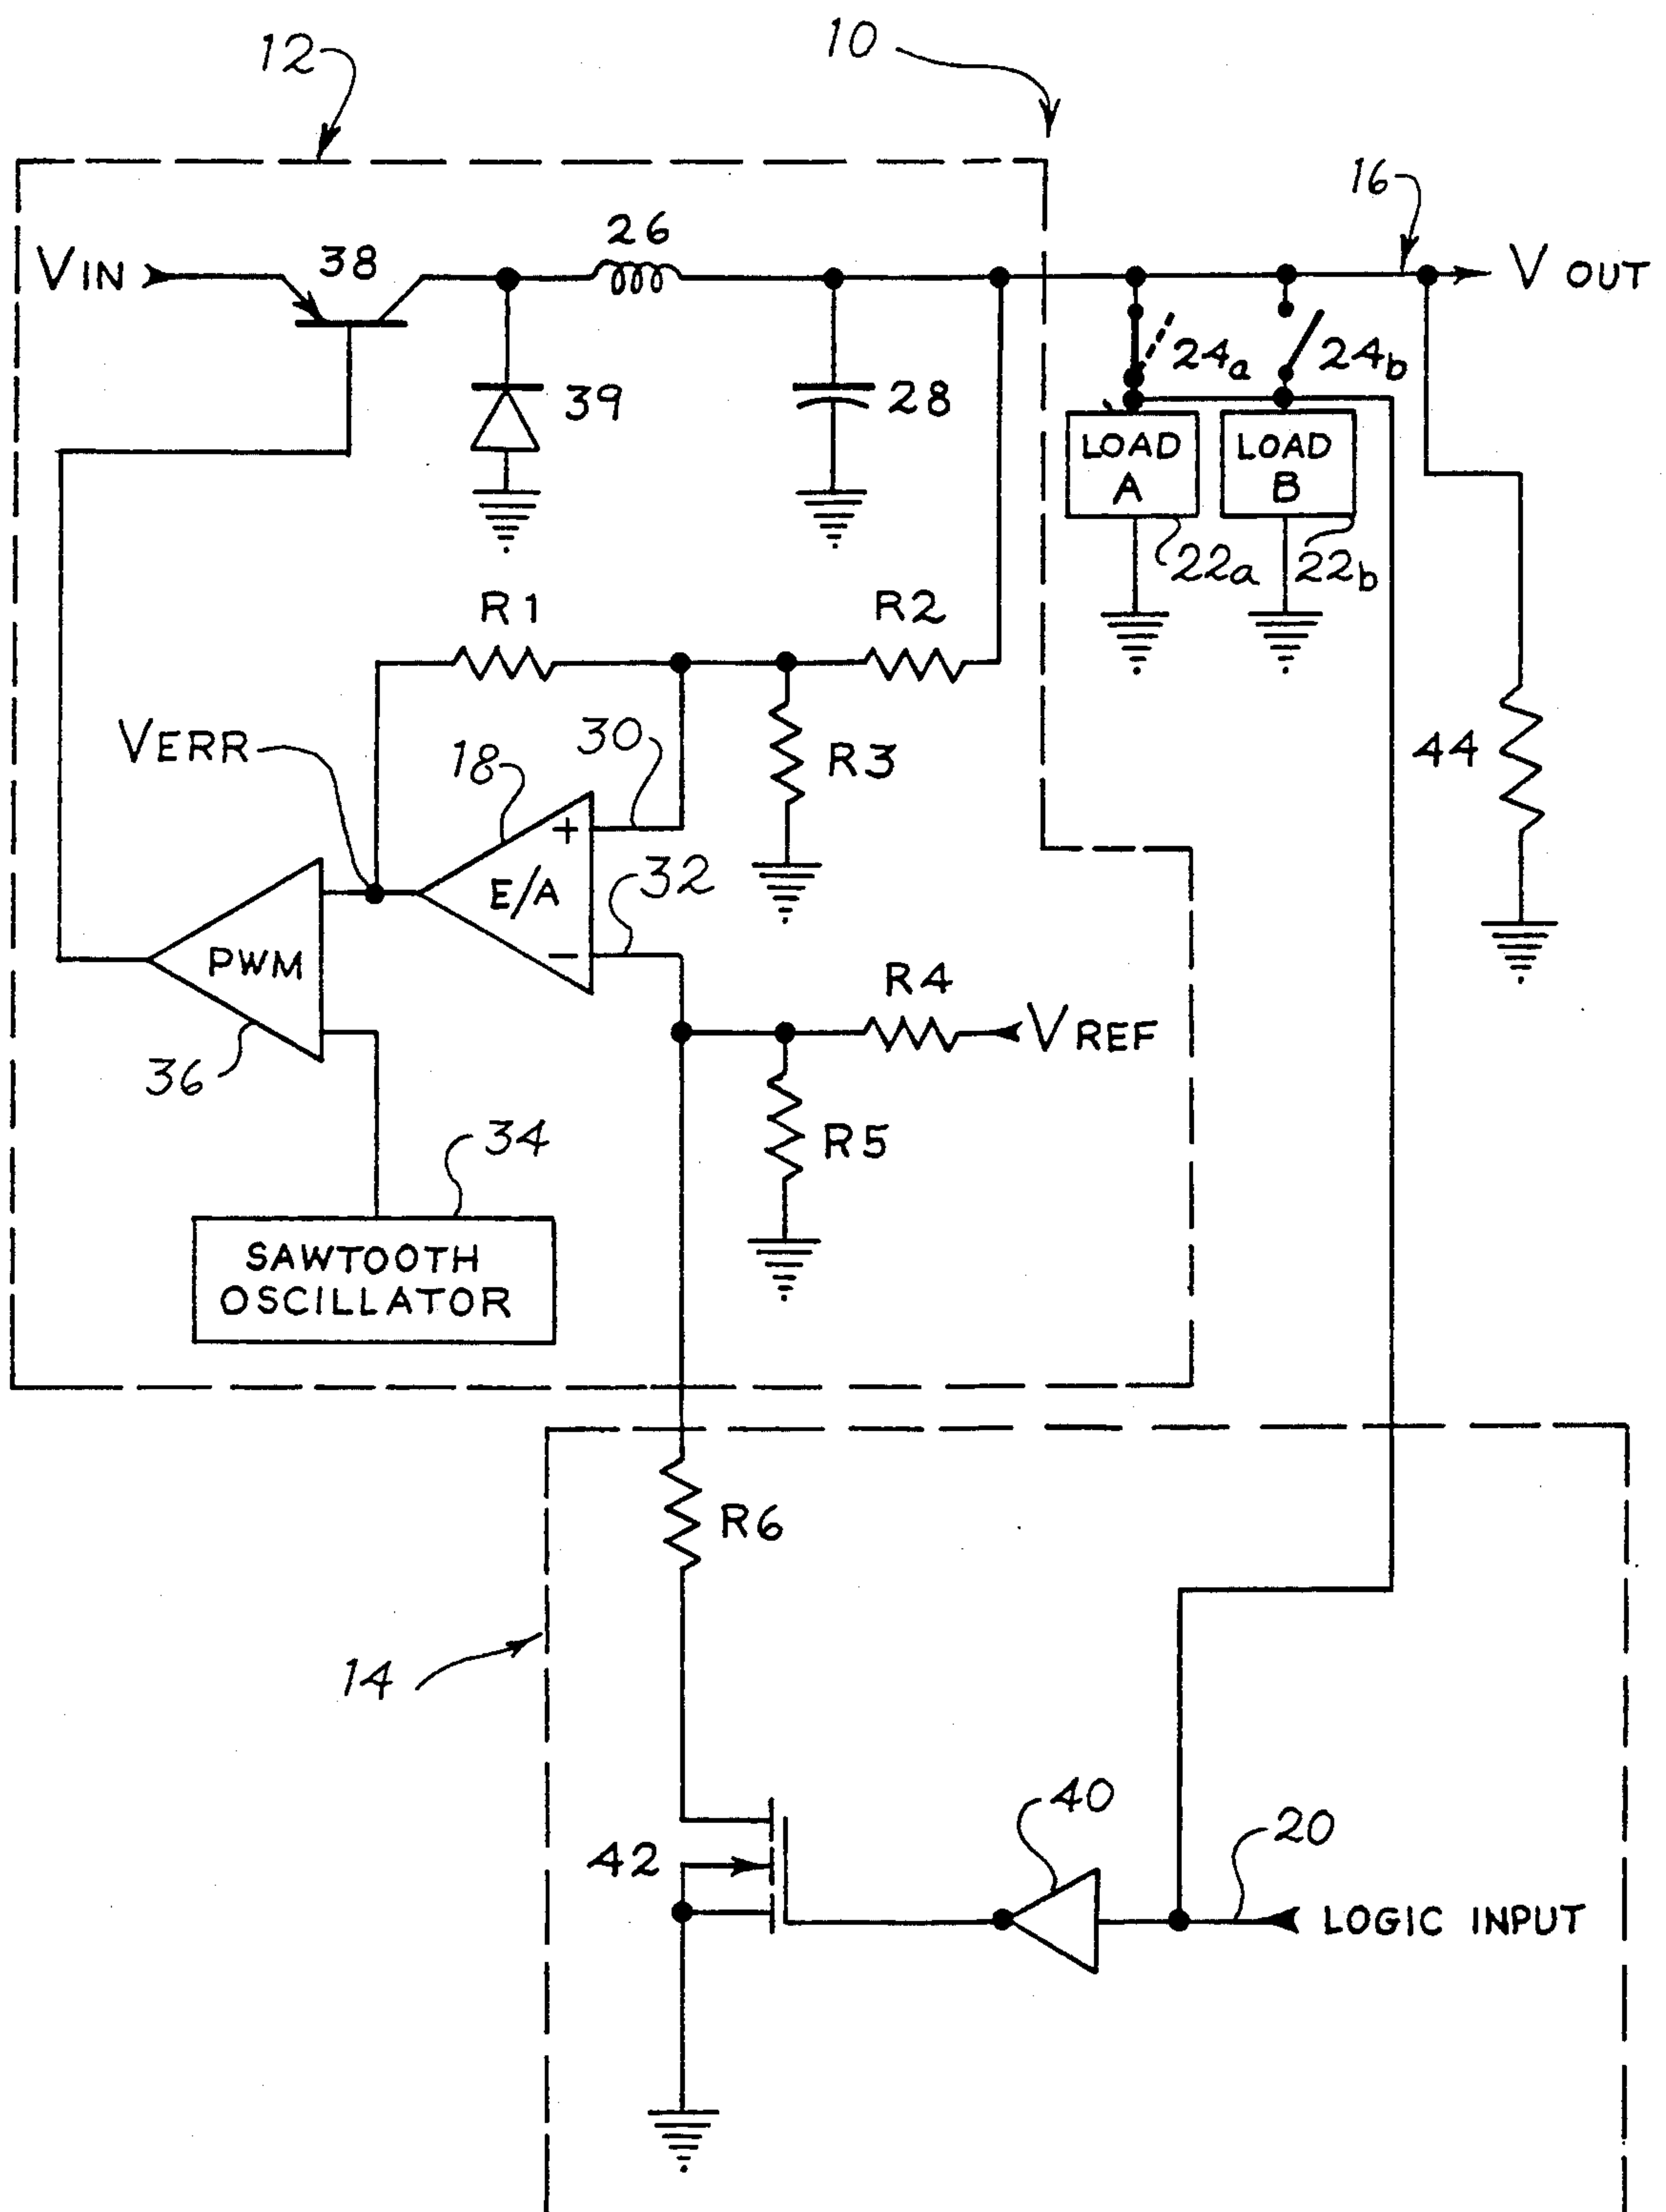 12
10
16
VIN
38
26
V OUT
39
28
24a
24b
LOAD
A
LOAD
B
22a
22b
R1
R2
VERR
18
30
R3
44
E/A
+
−
32
PWM
R4
VREF
36
R5
34
SAWTOOTH
OSCILLATOR
R6
14
40
20
42
LOGIC INPUT